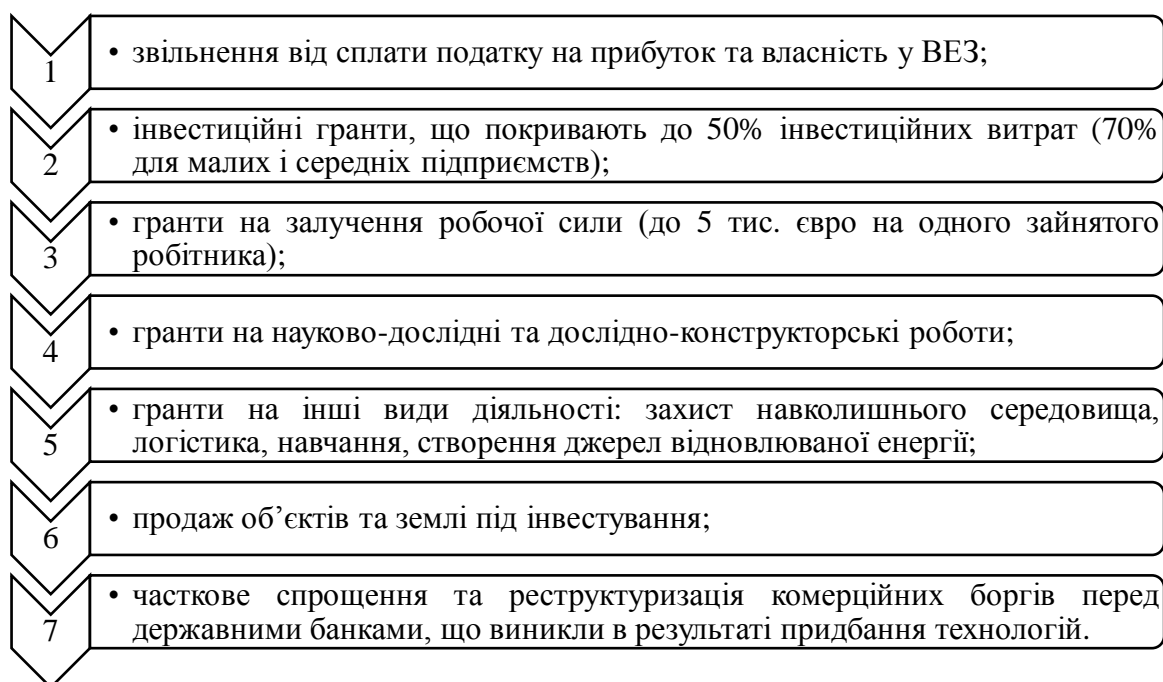 1
• звільнення від сплати податку на прибуток та власність у ВЕЗ;
2
• інвестиційні гранти, що покривають до 50% інвестиційних витрат (70%
для малих і середніх підприємств);
3
• гранти на залучення робочої сили (до 5 тис. євро на одного зайнятого
робітника);
4
• гранти на науково-дослідні та дослідно-конструкторські роботи;
5
• гранти на інші види діяльності: захист навколишнього середовища,
логістика, навчання, створення джерел відновлюваної енергії;
6
• продаж об’єктів та землі під інвестування;
7
• часткове спрощення та реструктуризація комерційних боргів перед
державними банками, що виникли в результаті придбання технологій.